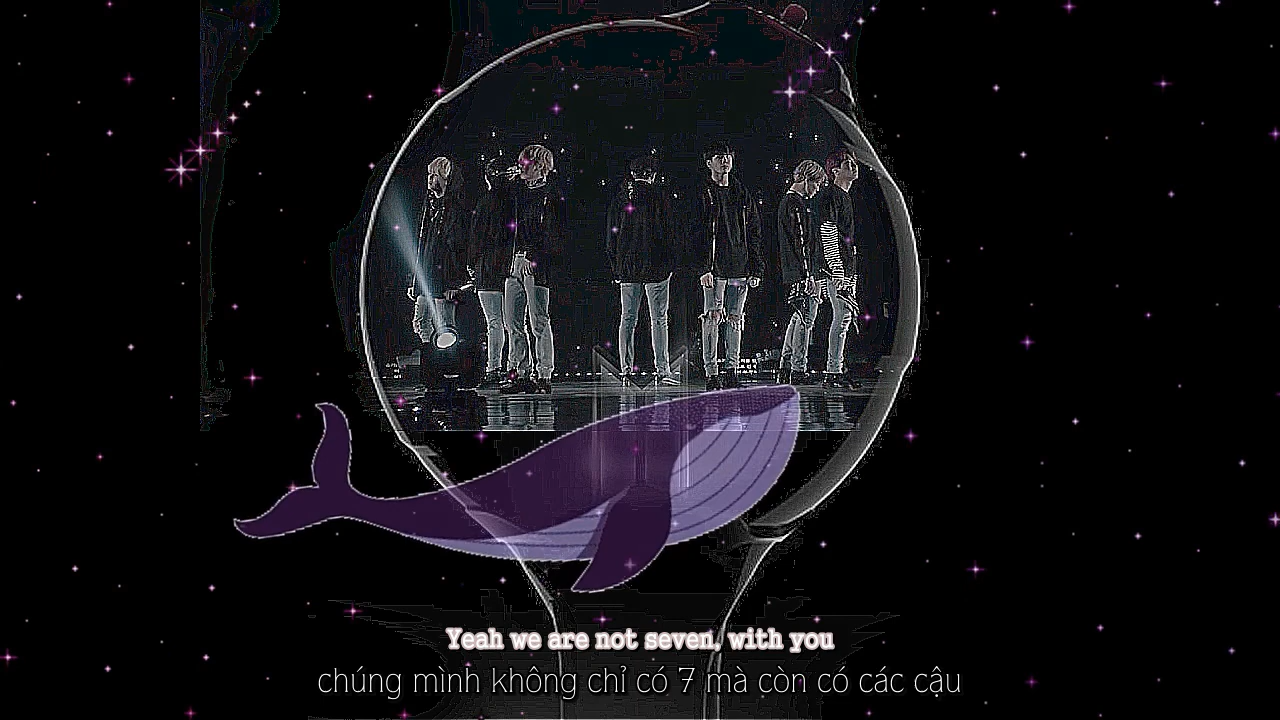 Yeah we are not seven, with you
chúng mình không chỉ có 7 mà còn có các cậu